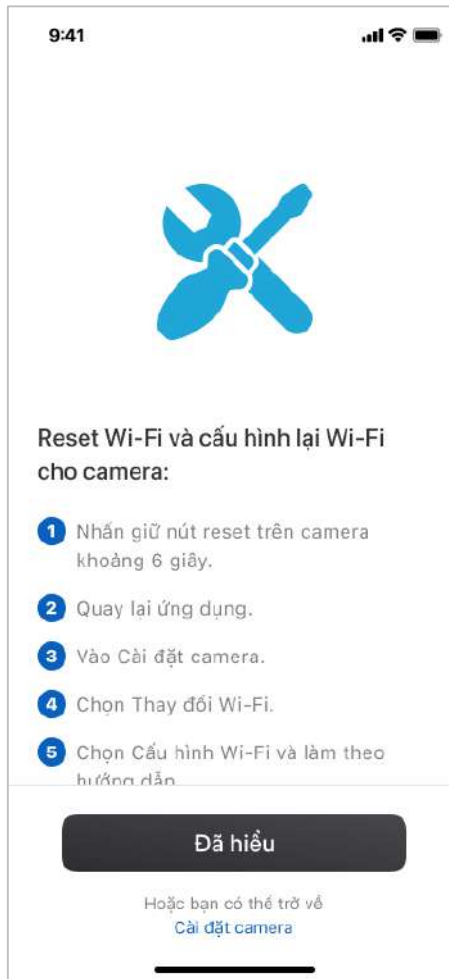 9:41
Reset Wi-Fi và cấu hình lại Wi-Fi
cho camera:
1 Nhấn giữ nút reset trên camera
khoảng 6 giây.
2 Quay lại ứng dụng.
3 Vào Cài đặt camera.
4 Chọn Thay đổi Wi-Fi.
5 Chọn Cấu hình Wi-Fi và làm theo
hướng dẫn
Đã hiểu
Hoặc bạn có thể trở về
Cài đặt camera